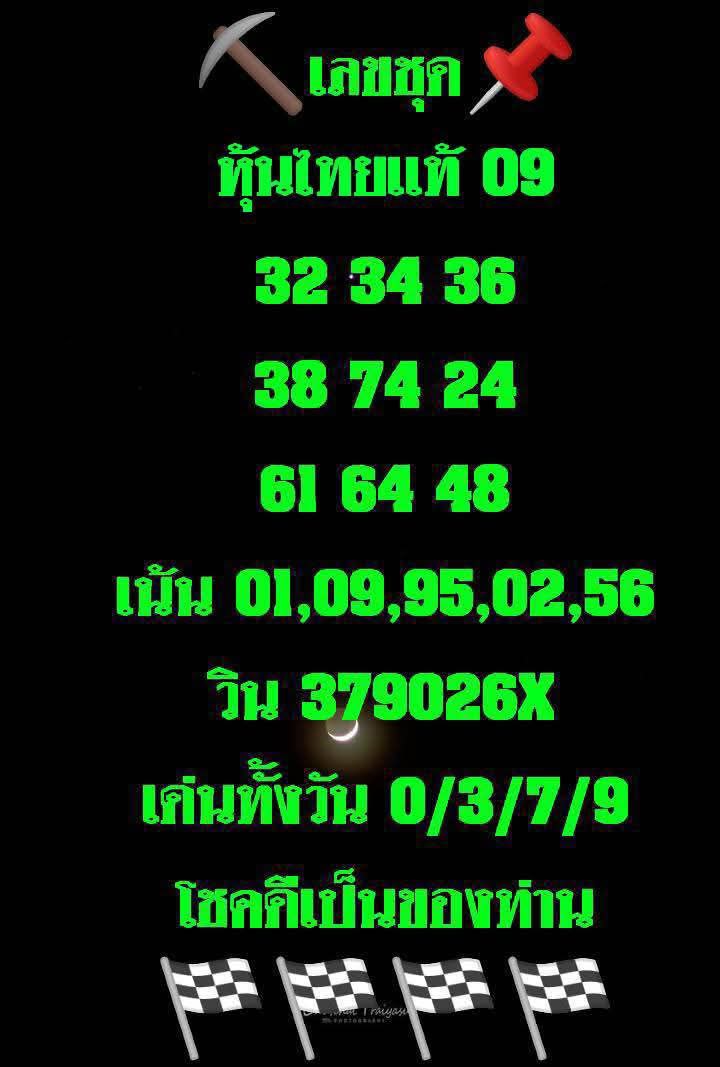 เลขชุด
หุ้นไทยแท้ 09
32 34 36
38 74 24
61 64 48
เน้น 01,09,95,02,56
วิน 379026X
เด่นทั้งวัน 0/3/7/9
โชคดีเป็นของท่าน
Traiyasu
PHOTOGRAPHY